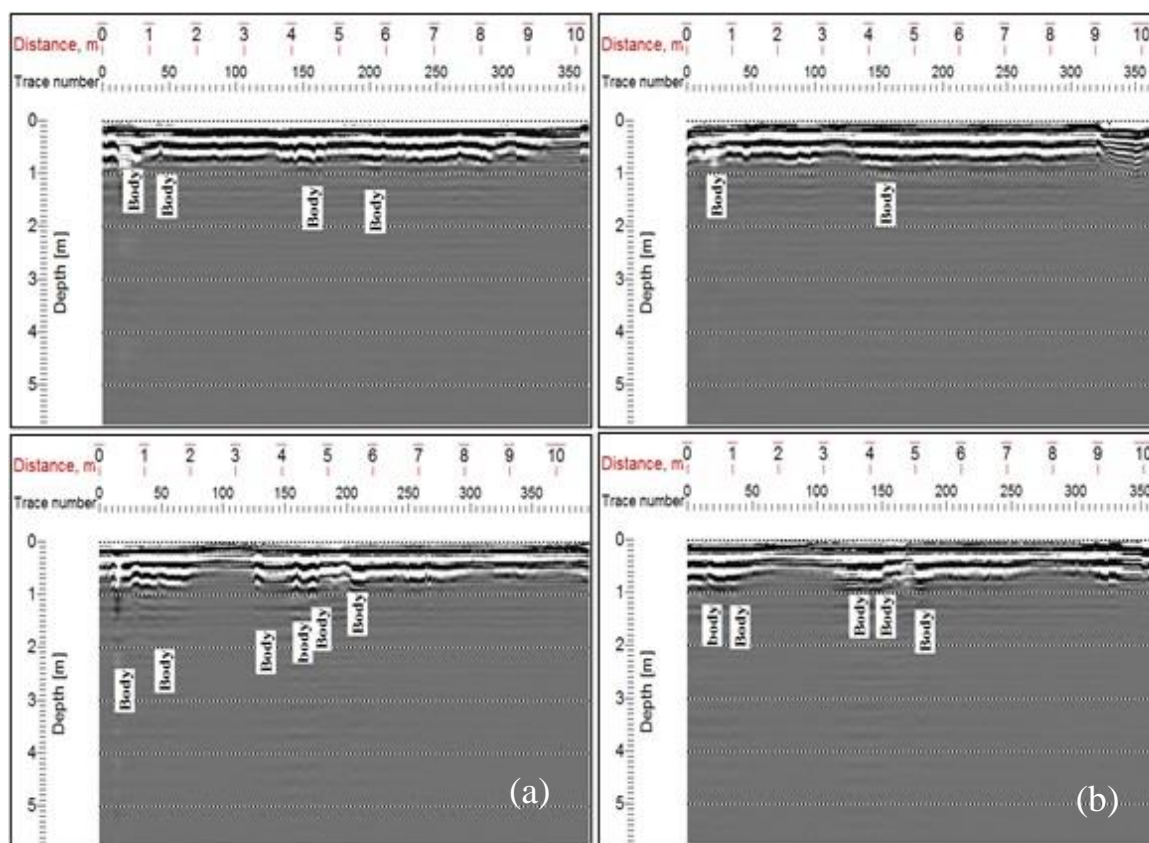 Distance, m 0 1 2 3 4 5 6 7 8 9 10
Trace number 0 50 100 150 200 250 300 350
Depth [m]
0
1
2
3
4
5
Body Body Body Body
Distance, m 0 1 2 3 4 5 6 7 8 9 10
Trace number 0 50 100 150 200 250 300 350
Depth [m]
0
1
2
3
4
5
Body Body
Distance, m 0 1 2 3 4 5 6 7 8 9 10
Trace number 0 50 100 150 200 250 300 350
Depth [m]
0
1
2
3
4
5
Body Body Body body Body Body
(a)
Distance, m 0 1 2 3 4 5 6 7 8 9 10
Trace number 0 50 100 150 200 250 300 350
Depth [m]
0
1
2
3
4
5
body Body Body Body Body
(b)